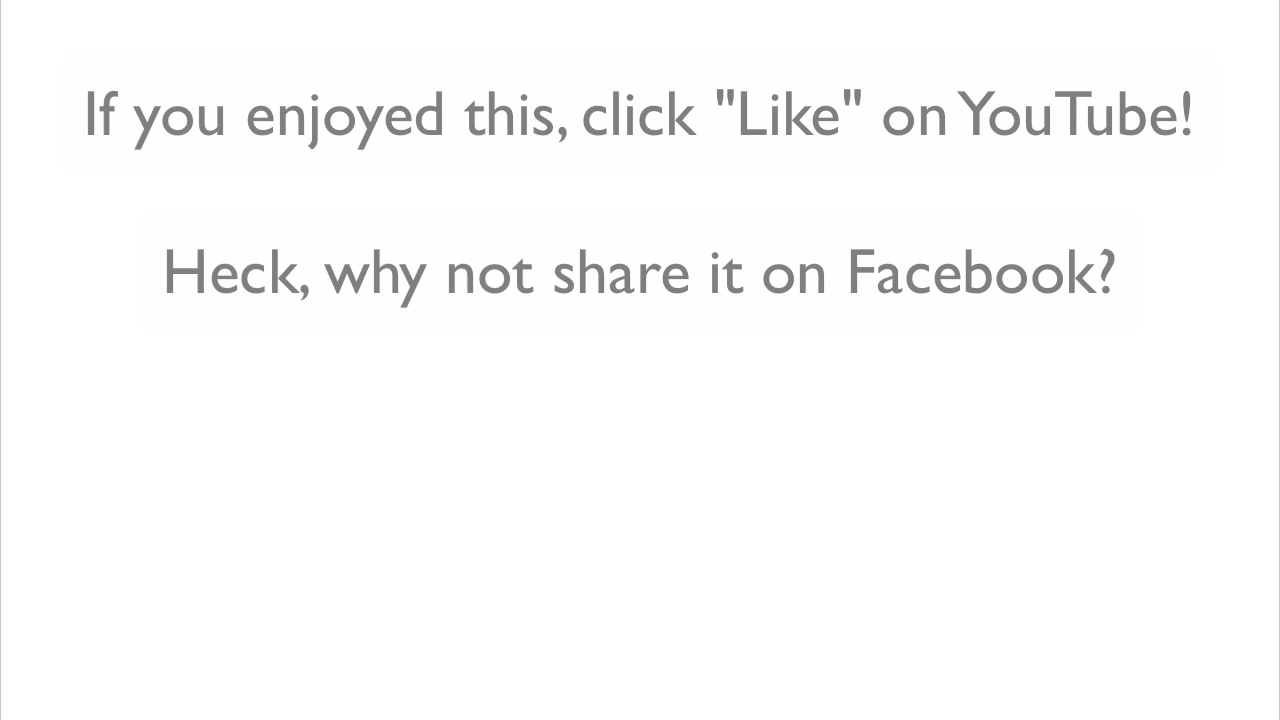 If you enjoyed this, click "Like" on YouTube!
Heck, why not share it on Facebook?